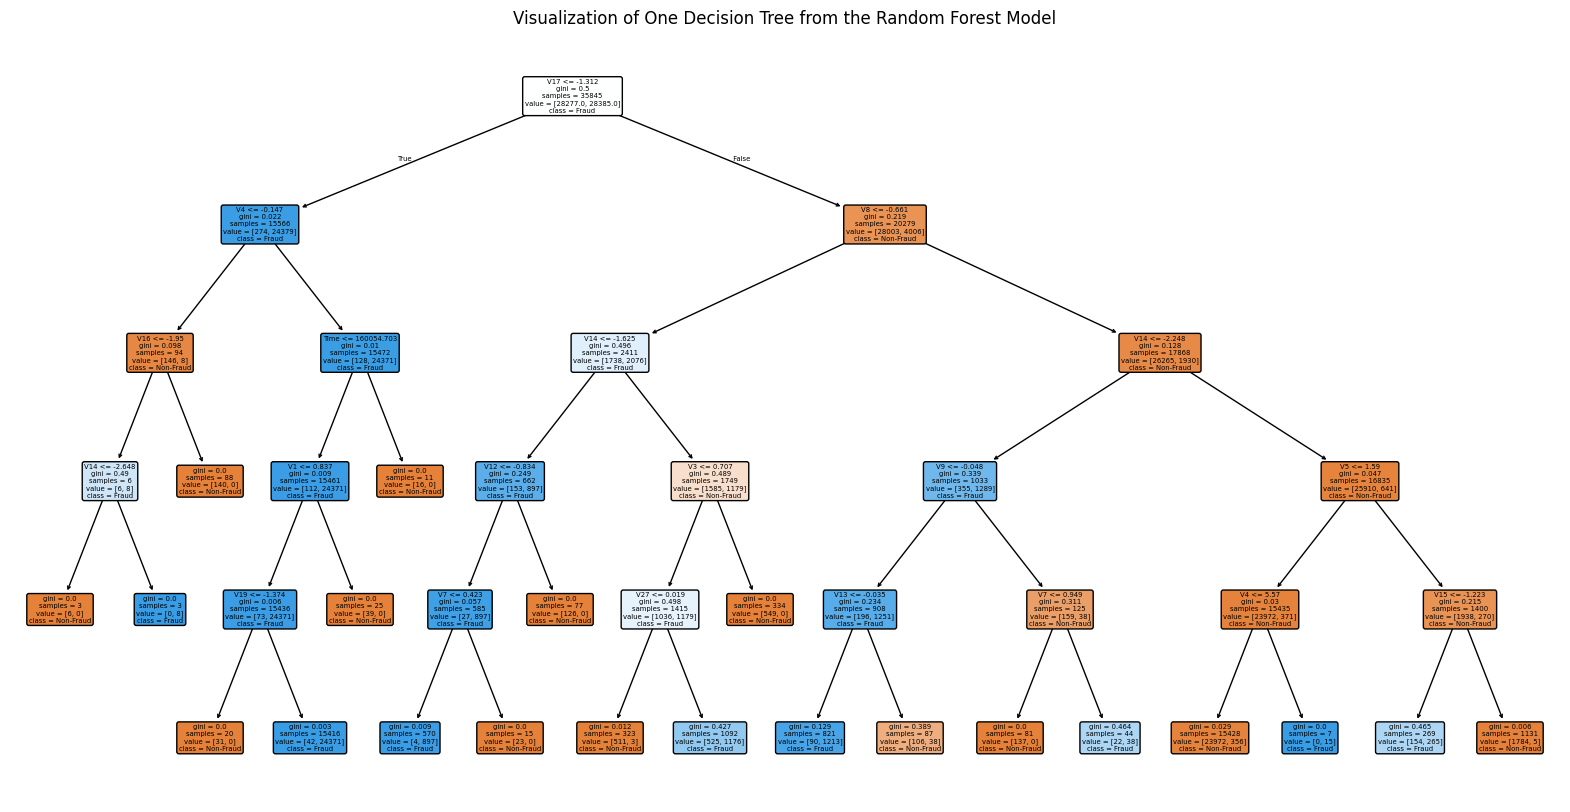 Visualization of One Decision Tree from the Random Forest Model
V17 <= -1.312
gini = 0.5
samples = 35845
value = [28277.0, 28385.0]
class = Fraud
True
False
V4 <= -0.147
gini = 0.022
samples = 15566
value = [274, 24379]
class = Fraud
V8 <= -0.661
gini = 0.219
samples = 20279
value = [28003, 4006]
class = Non-Fraud
V16 <= -1.95
gini = 0.098
samples = 94
value = [146, 8]
class = Non-Fraud
Time <= 160054.703
gini = 0.01
samples = 15472
value = [128, 24371]
class = Fraud
V14 <= -1.625
gini = 0.496
samples = 2411
value = [1738, 2076]
class = Fraud
V14 <= -2.248
gini = 0.128
samples = 17868
value = [26265, 1930]
class = Non-Fraud
V14 <= -2.648
gini = 0.49
samples = 6
value = [6, 8]
class = Fraud
gini = 0.0
samples = 88
value = [140, 0]
class = Non-Fraud
V1 <= 0.837
gini = 0.009
samples = 15461
value = [112, 24371]
class = Fraud
gini = 0.0
samples = 11
value = [16, 0]
class = Non-Fraud
V12 <= -0.834
gini = 0.249
samples = 662
value = [153, 897]
class = Fraud
V3 <= 0.707
gini = 0.489
samples = 1749
value = [1585, 1179]
class = Non-Fraud
V9 <= -0.048
gini = 0.339
samples = 1033
value = [355, 1289]
class = Fraud
V5 <= 1.59
gini = 0.047
samples = 16835
value = [25910, 641]
class = Non-Fraud
gini = 0.0
samples = 3
value = [6, 0]
class = Non-Fraud
gini = 0.0
samples = 3
value = [0, 8]
class = Fraud
V19 <= -1.374
gini = 0.006
samples = 15436
value = [73, 24371]
class = Fraud
gini = 0.0
samples = 25
value = [39, 0]
class = Non-Fraud
V7 <= 0.423
gini = 0.057
samples = 585
value = [27, 897]
class = Fraud
gini = 0.0
samples = 77
value = [126, 0]
class = Non-Fraud
V27 <= 0.019
gini = 0.498
samples = 1415
value = [1036, 1179]
class = Fraud
gini = 0.0
samples = 334
value = [549, 0]
class = Non-Fraud
V13 <= -0.035
gini = 0.234
samples = 908
value = [196, 1251]
class = Fraud
V7 <= 0.949
gini = 0.311
samples = 125
value = [159, 38]
class = Non-Fraud
V4 <= 5.57
gini = 0.03
samples = 15435
value = [23972, 371]
class = Non-Fraud
V15 <= -1.223
gini = 0.215
samples = 1400
value = [1938, 270]
class = Non-Fraud
gini = 0.0
samples = 20
value = [31, 0]
class = Non-Fraud
gini = 0.003
samples = 15416
value = [42, 24371]
class = Fraud
gini = 0.009
samples = 570
value = [4, 897]
class = Fraud
gini = 0.0
samples = 15
value = [23, 0]
class = Non-Fraud
gini = 0.012
samples = 323
value = [511, 3]
class = Non-Fraud
gini = 0.427
samples = 1092
value = [525, 1176]
class = Fraud
gini = 0.129
samples = 821
value = [90, 1213]
class = Fraud
gini = 0.389
samples = 87
value = [106, 38]
class = Non-Fraud
gini = 0.0
samples = 81
value = [137, 0]
class = Non-Fraud
gini = 0.464
samples = 44
value = [22, 38]
class = Fraud
gini = 0.029
samples = 15428
value = [23972, 356]
class = Non-Fraud
gini = 0.0
samples = 7
value = [0, 15]
class = Fraud
gini = 0.465
samples = 269
value = [154, 265]
class = Fraud
gini = 0.006
samples = 1131
value = [1784, 5]
class = Non-Fraud